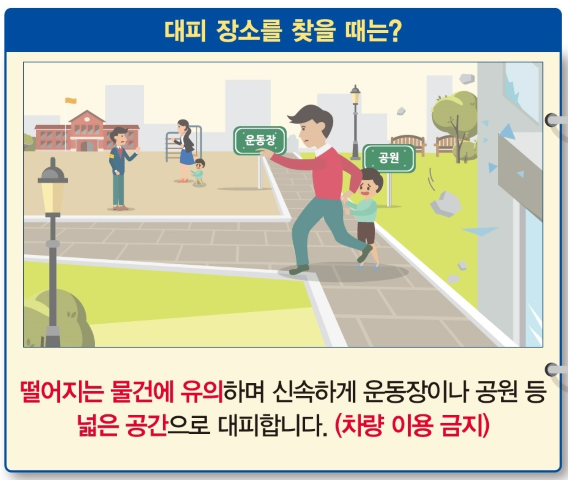 대피 장소를 찾을 때는?
운동장
공원
떨어지는 물건에 유의하며 신속하게 운동장이나 공원 등
넓은 공간으로 대피합니다. (차량 이용 금지)